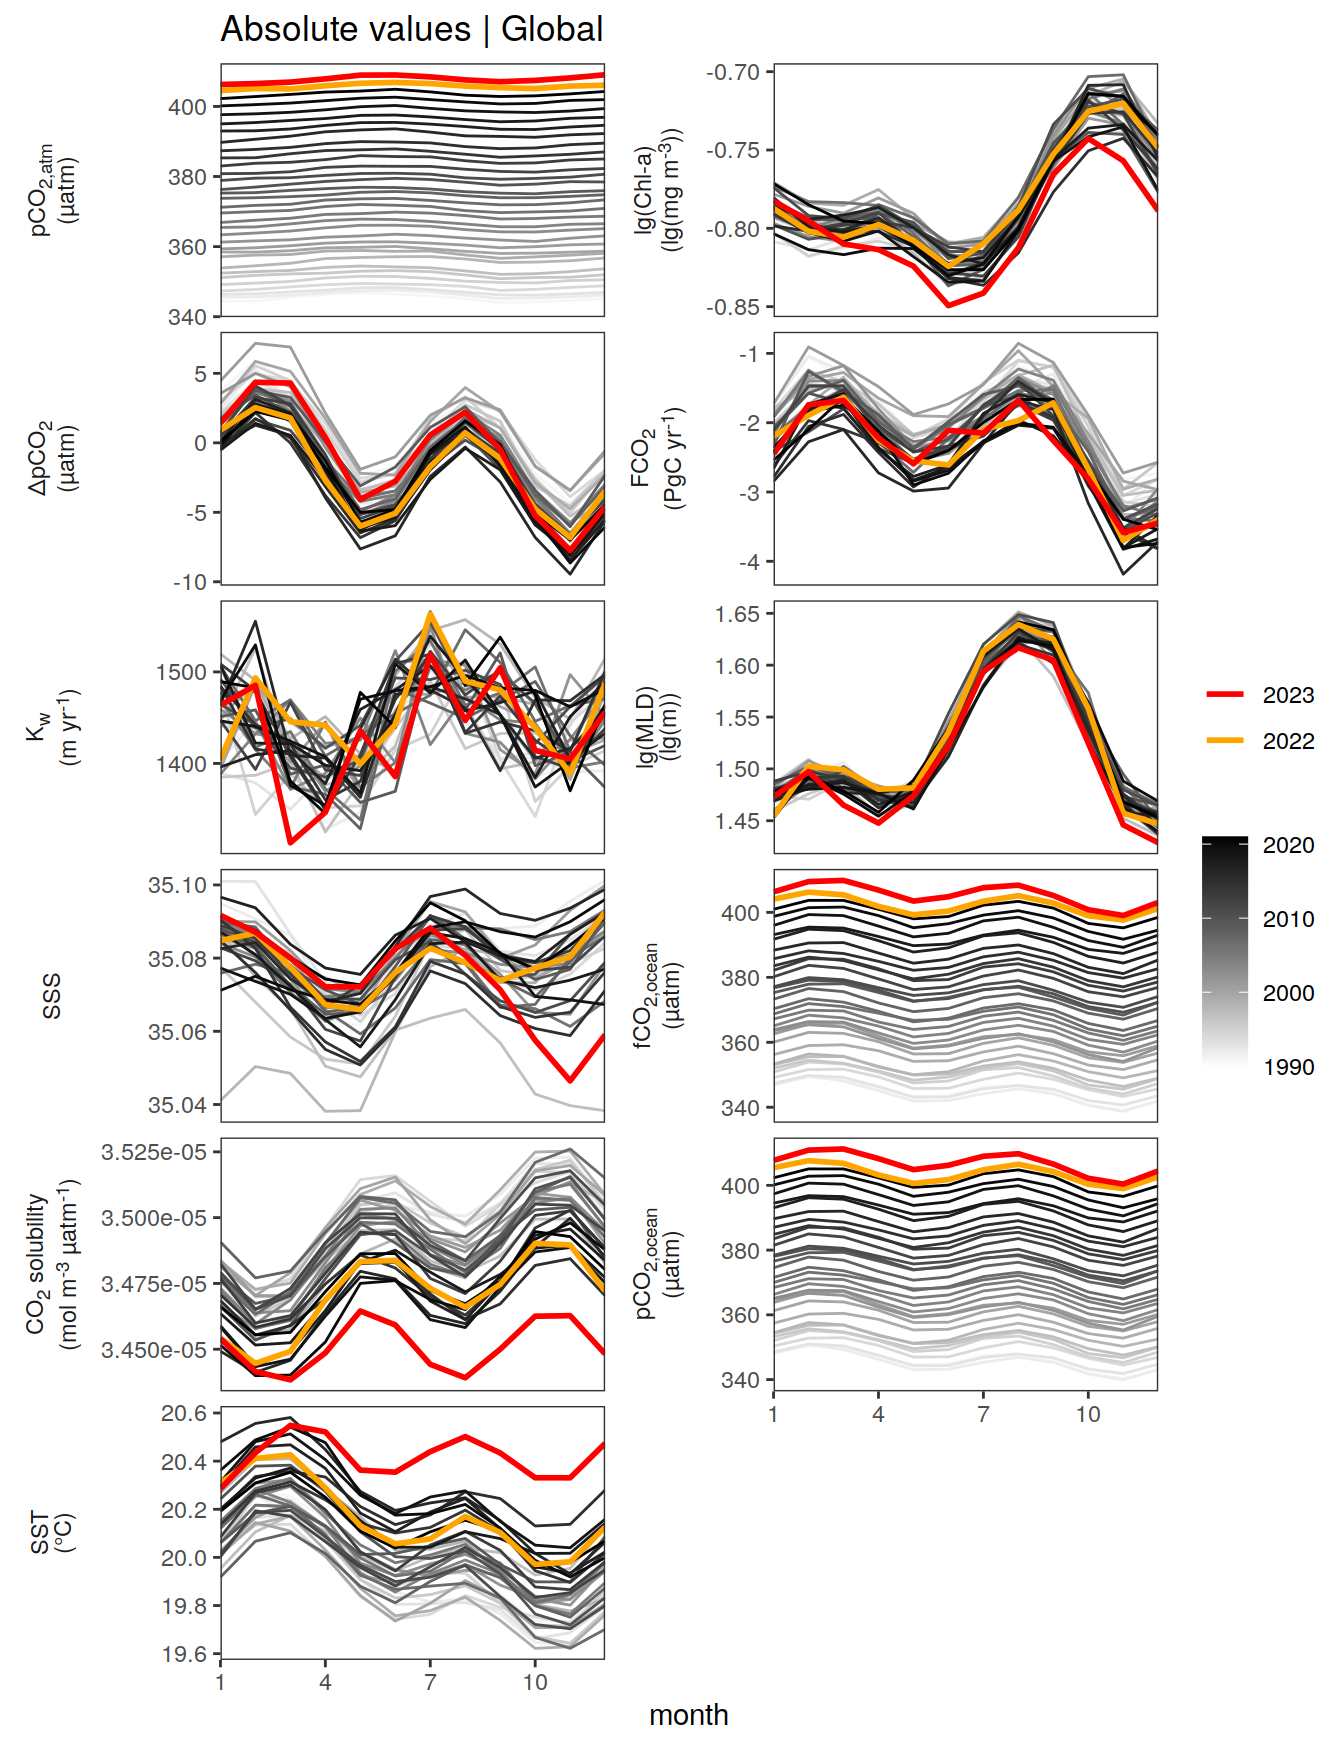 Absolute values | Global
pCO2,atm
(µatm)
400
380
360
340
lg(Chl-a)
(lg(mg m-3))
-0.70
-0.75
-0.80
-0.85
ΔpCO2
(µatm)
5
0
-5
-10
FCO2
(PgC yr-1)
-1
-2
-3
-4
Kw
(m yr-1)
1500
1400
lg(MLD)
(lg(m))
1.65
1.60
1.55
1.50
1.45
SSS
35.10
35.08
35.06
35.04
fCO2,ocean
(µatm)
400
380
360
340
CO2 solubility
(mol m-3 µatm-1)
3.525e-05
3.500e-05
3.475e-05
3.450e-05
pCO2,ocean
(µatm)
400
380
360
340
1 4 7 10
SST
(°C)
20.6
20.4
20.2
20.0
19.8
19.6
1 4 7 10
month
2023
2022
2020
2010
2000
1990